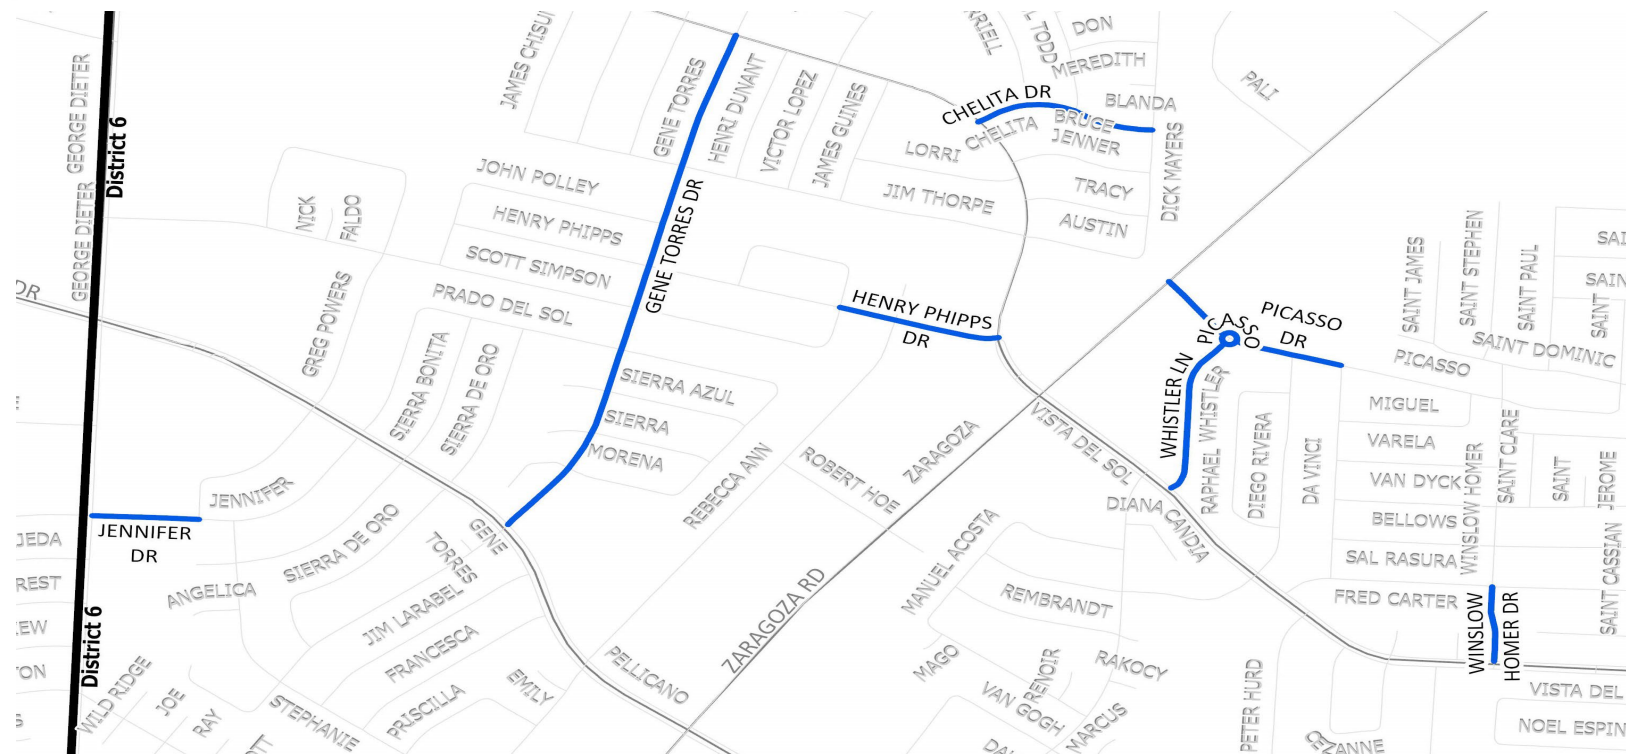 GEORGE DIETER
District 6
GEORGE DIETER
DR
JEDA
REST
District 6
JENNIFER
DR
JENNIFER
ANGELICA
WILD RIDGE
JOE
RAY
STEPHANIE
NICK
FALDO
GREG POWERS
JAMES CHISU
JOHN POLLEY
HENRY PHIPPS
SCOTT SIMPSON
PRADO DEL SOL
SIERRA BONITA
SIERRA DE ORO
SIERRA DE ORO
GENE TORRES
GENE TORRES DR
HENRI DUNANT
VICTOR LOPEZ
JAMES GUINES
SIERRA AZUL
SIERRA
MORENA
GENE
TORRES
JIM LARABEL
FRANCESCA
PRISCILLA
EMILY
PELLICANO
REBECCA ANN
ROBERT HOE
ZARAGOZA
ZARAGOZA RD
HENRY PHIPPS
DR
CHELITA DR
CHELITA
LORRI
JIM THORPE
RRIELL
L TODD
DON
MEREDITH
BLANDA
BRUCE
JENNER
TRACY
AUSTIN
DICK MAYERS
PALI
VISTA DEL SOL
DIANA CANDIA
WHISTLER LN
PICASSO
PICASSO
DR
RAPHAEL WHISTLER
DIEGO RIVERA
DA VINCI
PICASSO
MIGUEL
VARELA
VAN DYCK
BELLOWS
SAL RASURA
FRED CARTER
WINSLOW HOMER
WINSLOW
HOMER DR
SAINT JAMES
SAINT STEPHEN
SAINT PAUL
SAI
SAIN
SAINT
SAINT DOMINIC
SAINT CLARE
SAINT
JEROME
SAINT CASSIAN
VISTA DEL
NOEL ESPIN
PETER HURD
CEZANNE
MANUEL ACOSTA
REMBRANDT
MAGO
RENOIR
RAKOCY
VAN GOGH
MARCUS